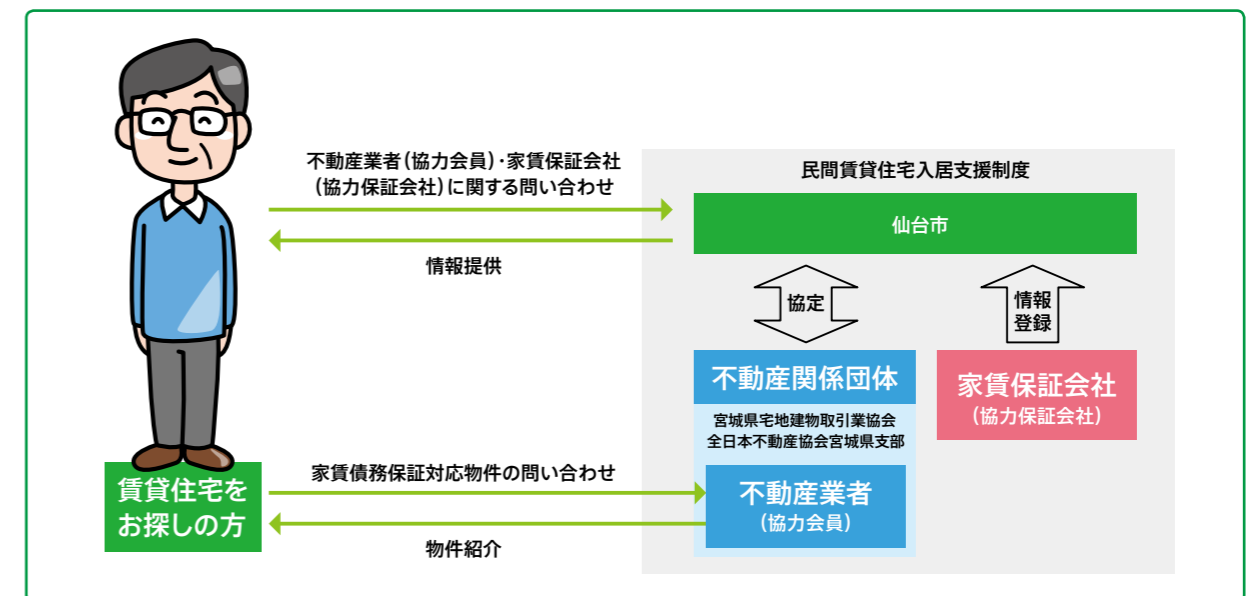 不動産業者(協力会員)・家賃保証会社
(協力保証会社)に関する問い合わせ
情報提供
民間賃貸住宅入居支援制度
仙台市
協定
情報
登録
不動産関係団体
宮城県宅地建物取引業協会
全日本不動産協会宮城県支部
家賃保証会社
(協力保証会社)
賃貸住宅を
お探しの方
家賃債務保証対応物件の問い合わせ
物件紹介
不動産業者
(協力会員)